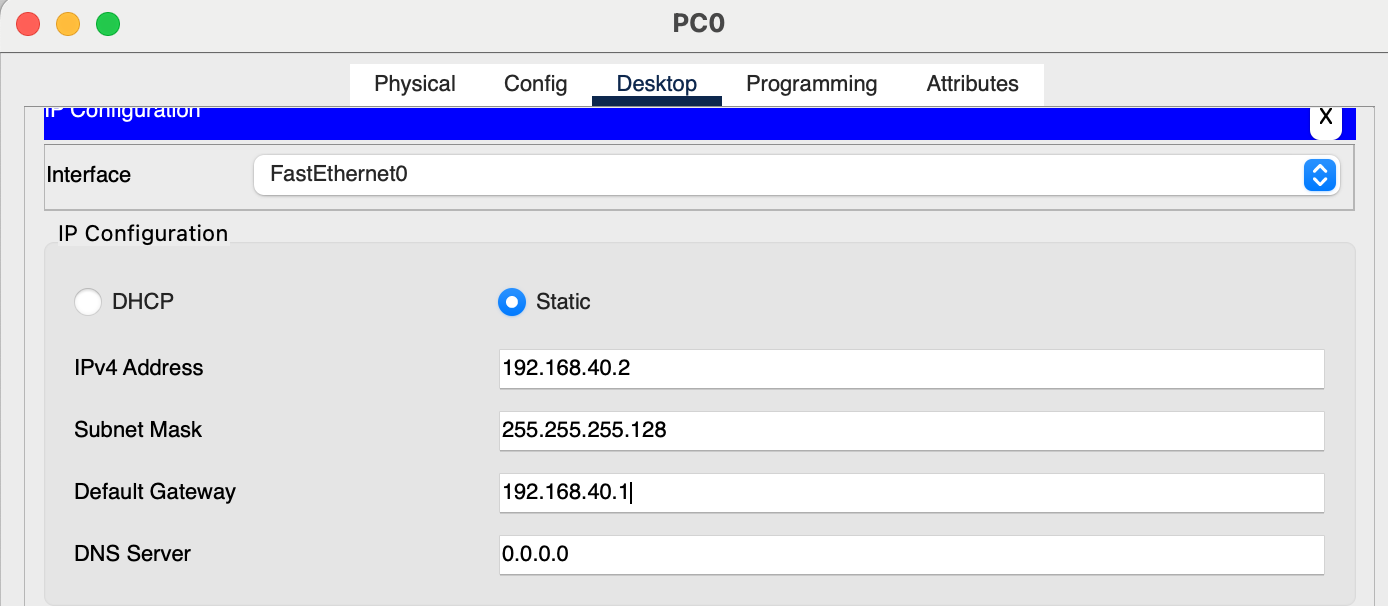 PC0
Physical Config Desktop Programming Attributes
IP Configuration
X
Interface FastEthernet0
IP Configuration
DHCP Static
IPv4 Address 192.168.40.2
Subnet Mask 255.255.255.128
Default Gateway 192.168.40.1
DNS Server 0.0.0.0